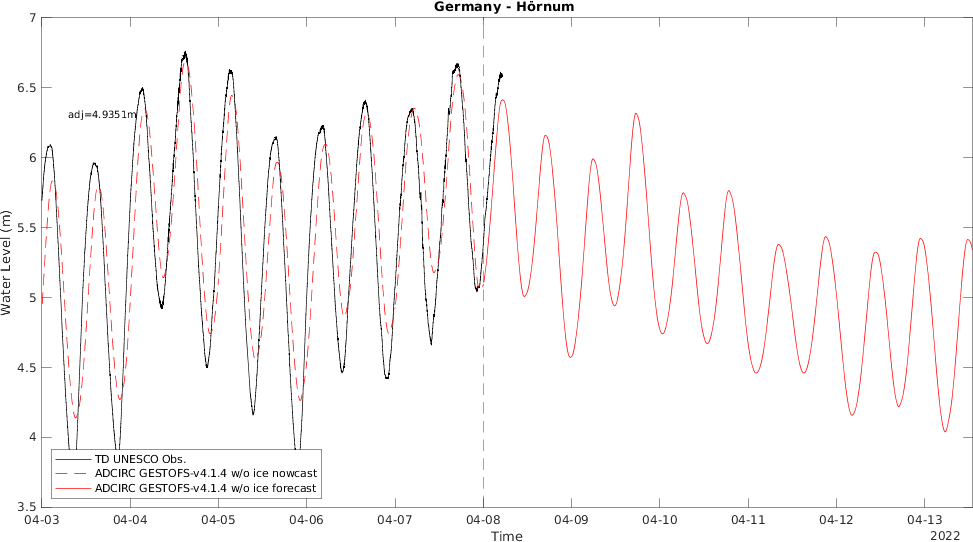 Germany - Hörnum
7
6.5
6
5.5
5
4.5
4
3.5
Water Level (m)
adj=4.9351m
TD UNESCO Obs.
ADCIRC GESTOFS-v4.1.4 w/o ice nowcast
ADCIRC GESTOFS-v4.1.4 w/o ice forecast
04-03 04-04 04-05 04-06 04-07 04-08 04-09 04-10 04-11 04-12 04-13
Time
2022